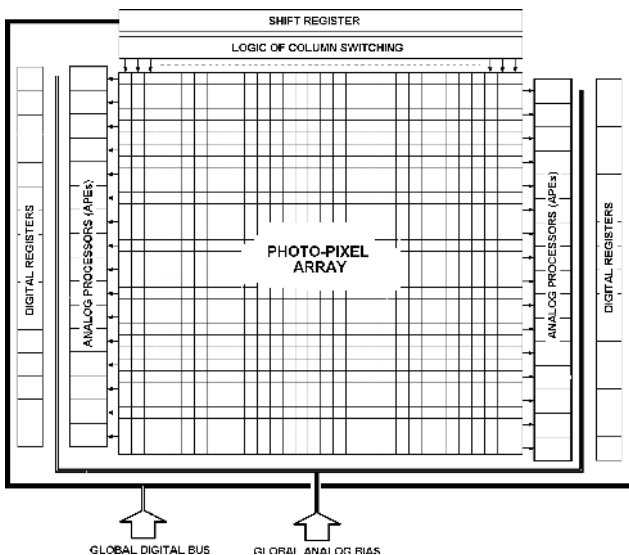 SHIFT REGISTER
LOGIC OF COLUMN SWITCHING
DIGITAL REGISTERS
ANALOG PROCESSORS (APEs)
PHOTO-PIXEL
ARRAY
ANALOG PROCESSORS (APEs)
DIGITAL REGISTERS
GLOBAL DIGITAL BUS
GLOBAL ANALOG BIAS